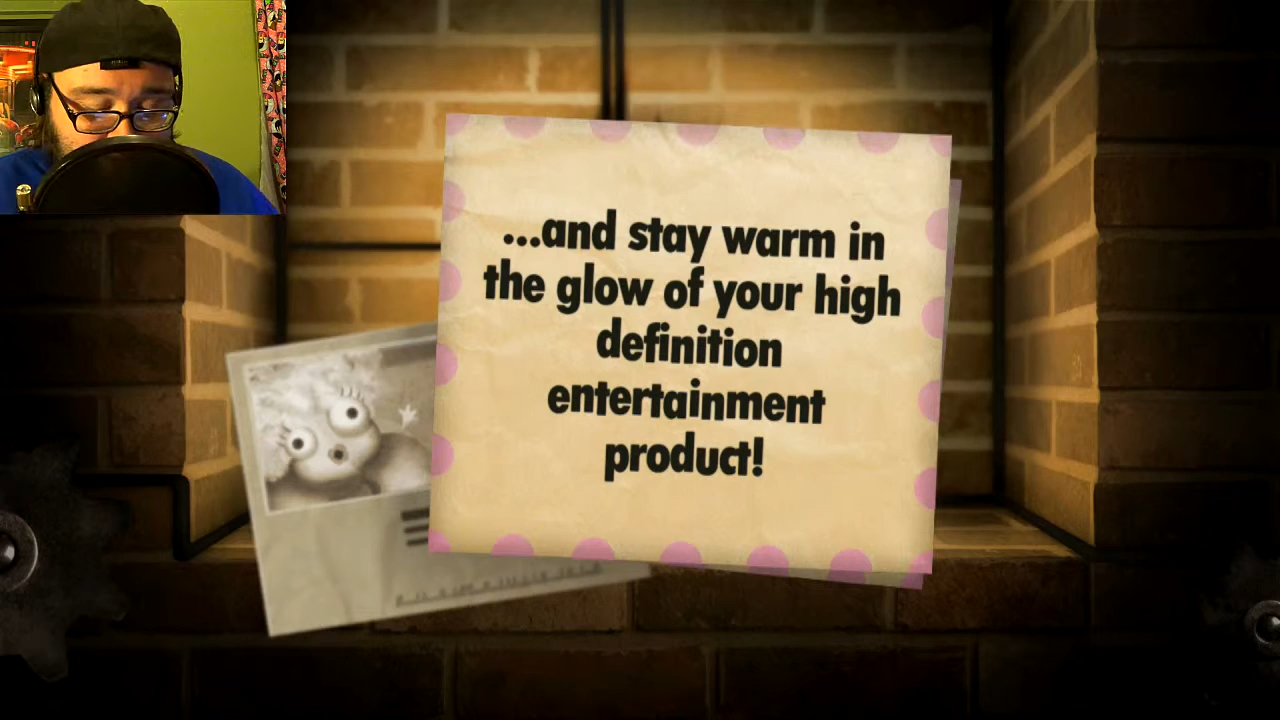 ...and stay warm in
the glow of your high
definition
entertainment
product!